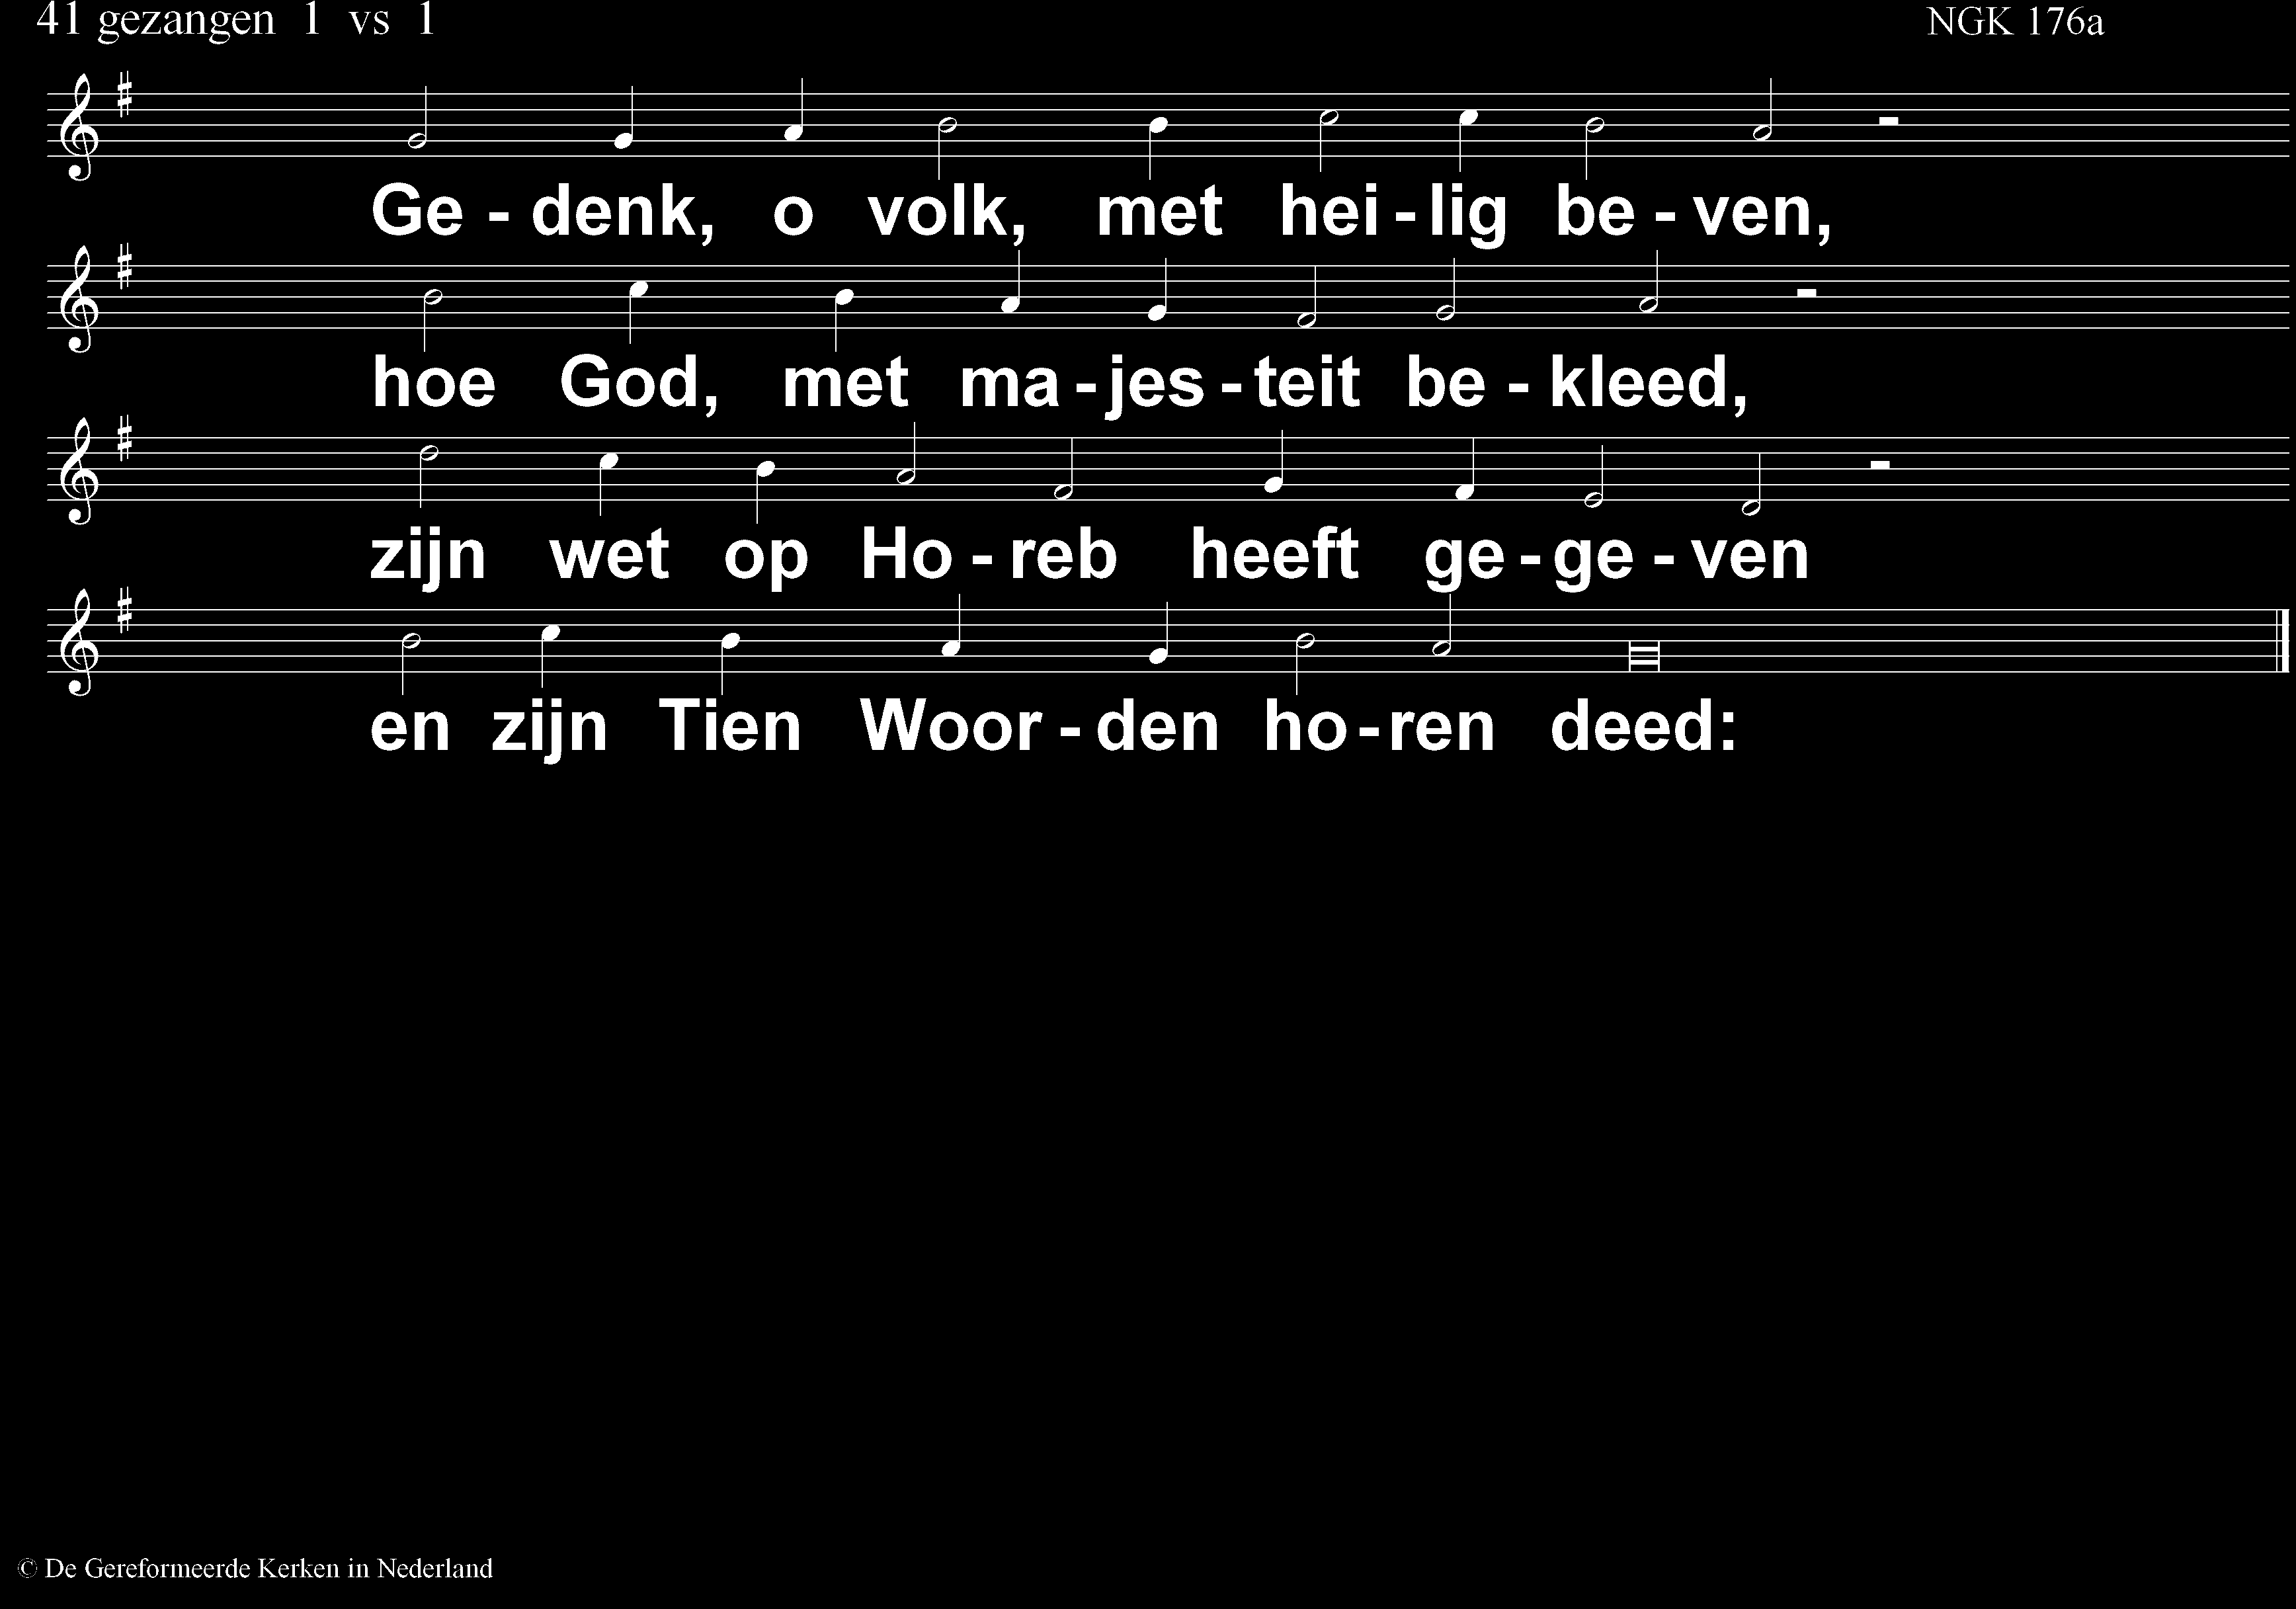 41 gezangen 1 vs 1 NGK 176a
Ge - denk, o volk, met hei - lig be - ven,
hoe God, met ma - jes - teit be - kleed,
zijn wet op Ho - reb heeft ge - ge - ven
en zijn Tien Woor - den ho - ren deed:
© De Gereformeerde Kerken in Nederland